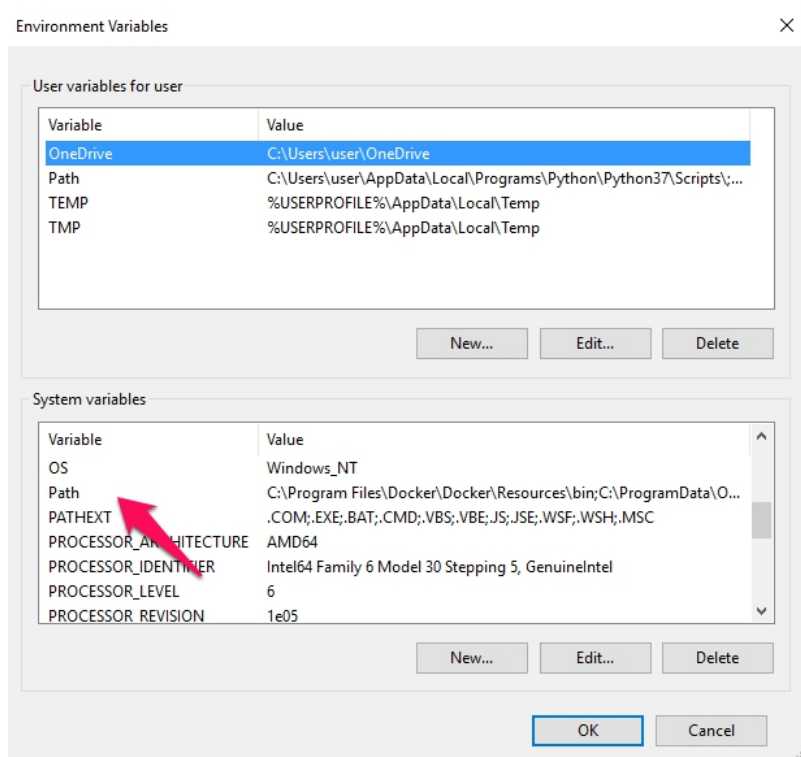 Environment Variables
User variables for user
Variable Value
OneDrive C:\Users\user\OneDrive
Path C:\Users\user\AppData\Local\Programs\Python\Python37\Scripts\;...
TEMP %USERPROFILE%\AppData\Local\Temp
TMP %USERPROFILE%\AppData\Local\Temp
New... Edit... Delete
System variables
Variable Value
OS Windows_NT
Path C:\Program Files\Docker\Docker\Resources\bin;C:\ProgramData\O...
PATHEXT .COM;.EXE;.BAT;.CMD;.VBS;.VBE;.JS;.JSE;.WSF;.WSH;.MSC
PROCESSOR_ARCHITECTURE AMD64
PROCESSOR_IDENTIFIER Intel64 Family 6 Model 30 Stepping 5, GenuineIntel
PROCESSOR_LEVEL 6
PROCESSOR_REVISION 1e05
New... Edit... Delete
OK Cancel